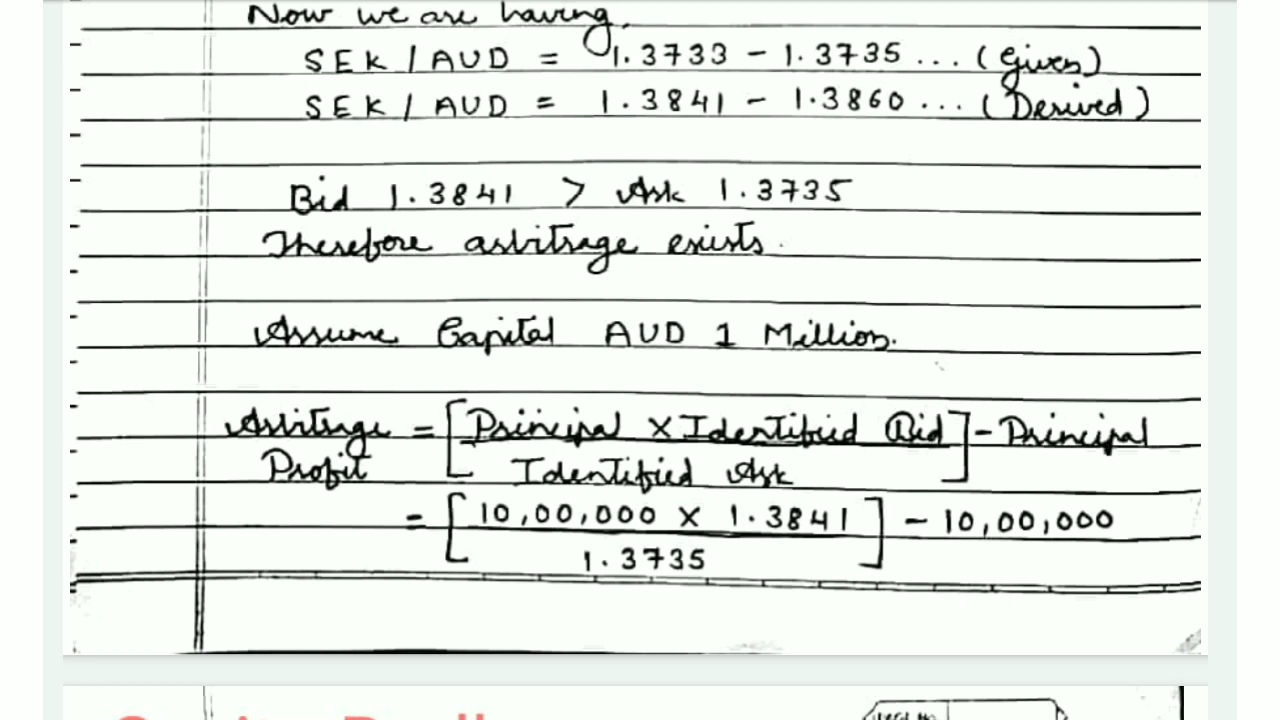 Now we are having,
SEK / AUD = 1.3733 - 1.3735 ... (Given)
SEK / AUD = 1.3841 - 1.3860 ... (Derived)
Bid 1.3841 > Ask 1.3735
Therefore arbitrage exists.
Assume Capital AUD 1 Million.
Arbitrage Profit = [Principal X Identified Bid / Identified Ask] - Principal
= [10,00,000 X 1.3841 / 1.3735] - 10,00,000